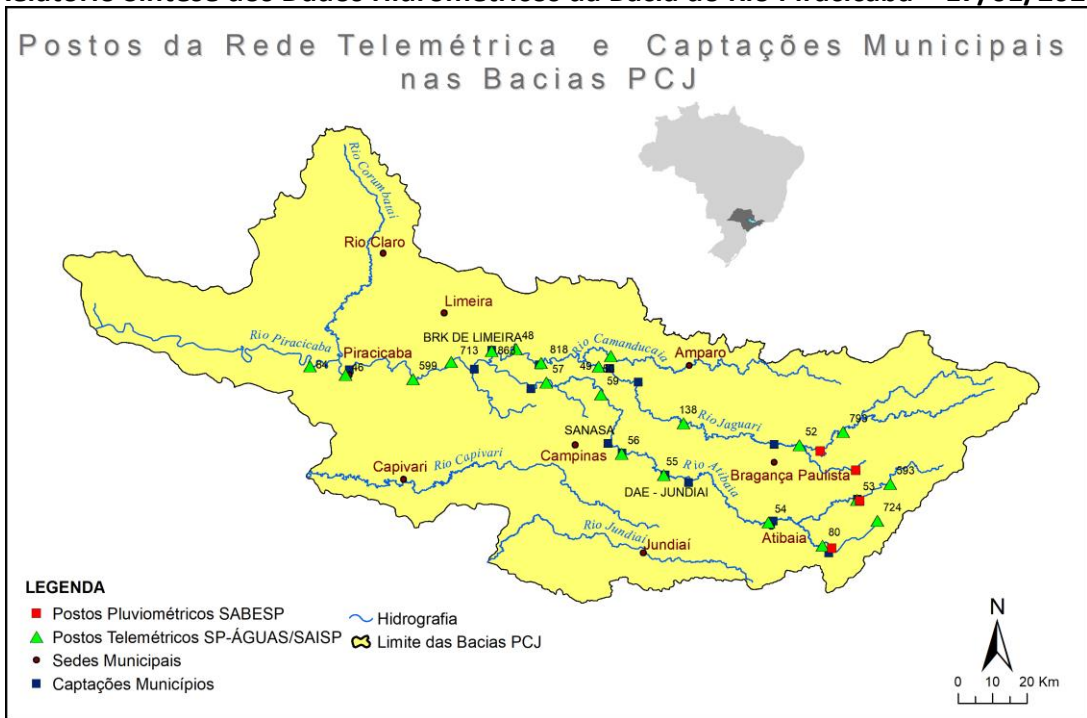 Postos da Rede Telemétrica e Captações Municipais
nas Bacias PCJ
Rio Corumbataí
Rio Claro
Limeira
BRK DE LIMEIRA
48
Rio Piracicaba
Piracicaba
713
818
Rio Camanducaia
Amparo
46
599
57
49
59
138
Rio Jaguari
52
SANASA
Campinas
56
Capivari
Rio Capivari
55
Rio Atibaia
Bragança Paulista
53
DAE - JUNDIAI
54
724
Rio Jundiaí
Jundiaí
Atibaia
80
LEGENDA
Postos Pluviométricos SABESP
Postos Telemétricos SP-ÁGUAS/SAISP
Sedes Municipais
Captações Municípios
Hidrografia
Limite das Bacias PCJ
N
0 10 20 Km